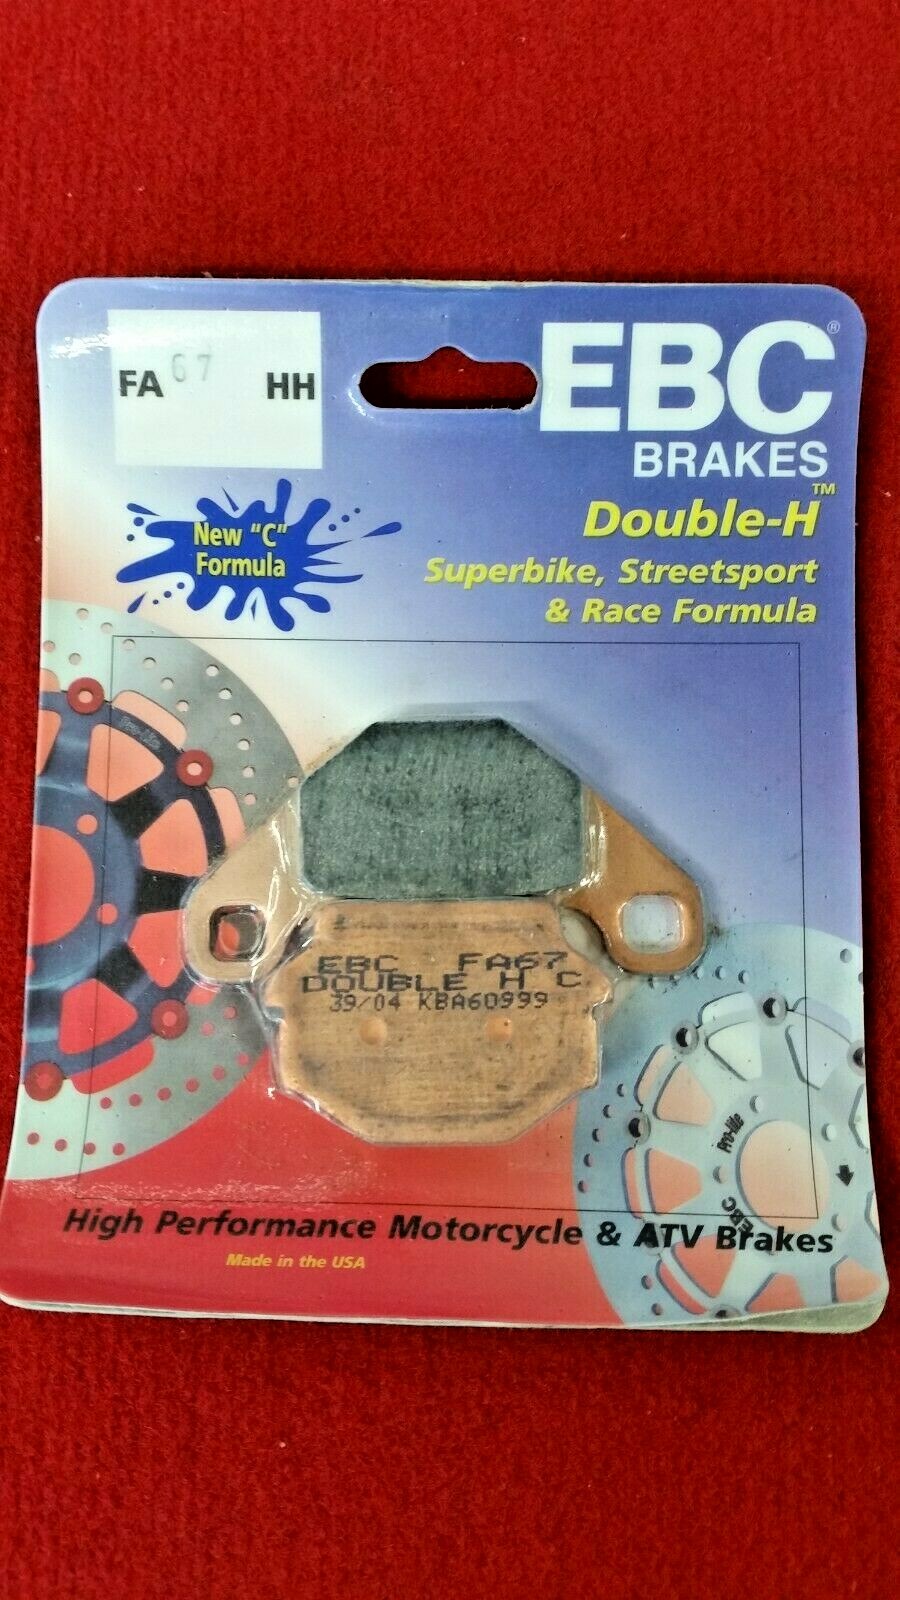 FA 67 HH
EBC®
BRAKES
Double-H™
Superbike, Streetsport
& Race Formula
New "C"
Formula
EBC FA67
DOUBLE H C
39/04 KBA60999
Pro-lite
EBC
High Performance Motorcycle & ATV Brakes
Made in the USA